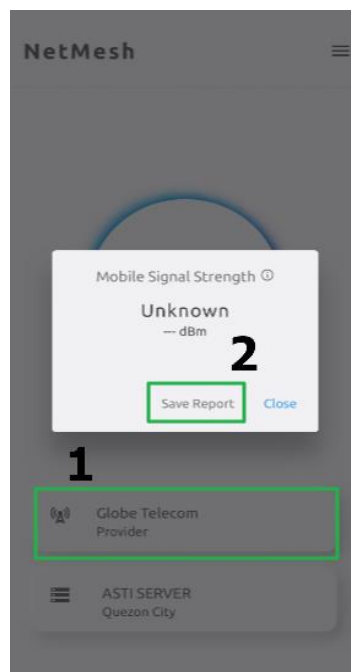 NetMesh
Mobile Signal Strength
Unknown
--- dBm
2
Save Report Close
1
Globe Telecom
Provider
ASTI SERVER
Quezon City